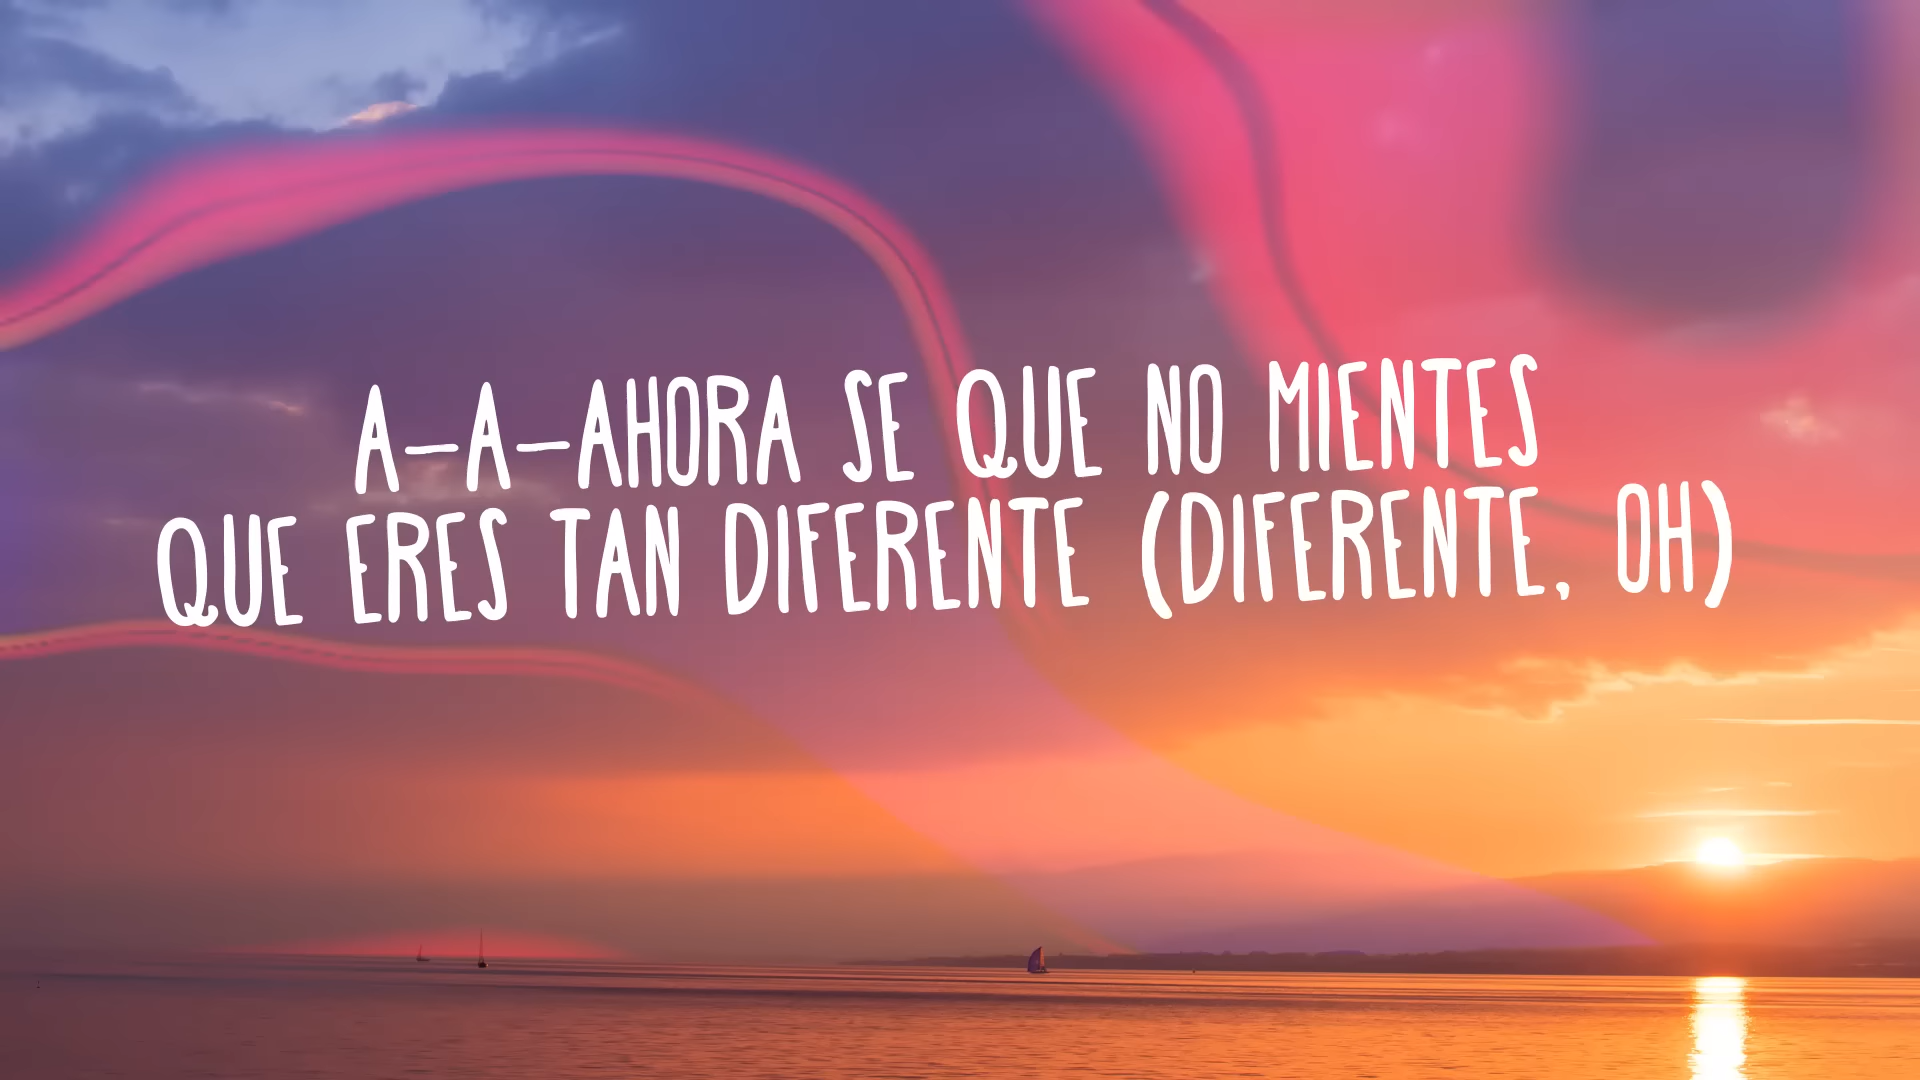 A-A-AHORA SE QUE NO MIENTES
QUE ERES TAN DIFERENTE (DIFERENTE, OH)